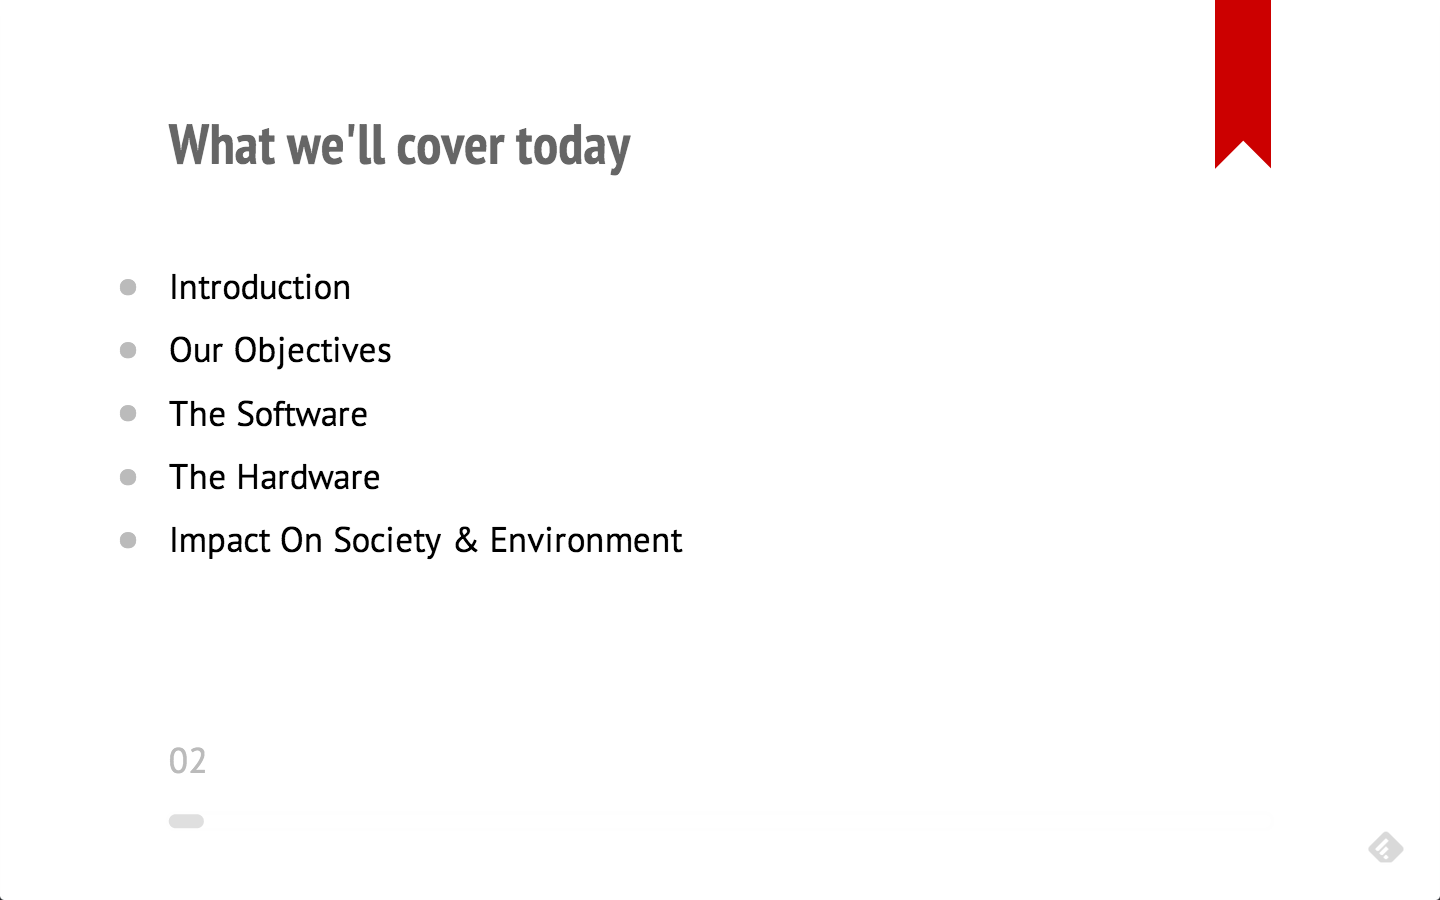 What we'll cover today
Introduction
Our Objectives
The Software
The Hardware
Impact On Society & Environment
02